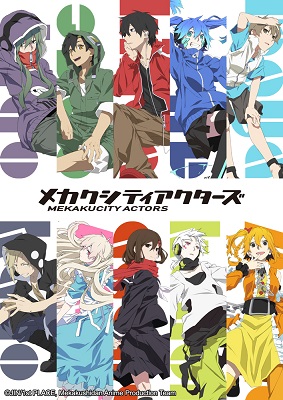 メカクシティアクターズ
MEKAKUCITY ACTORS
©JIN/1st PLACE, Mekakushidan Anime Production Team